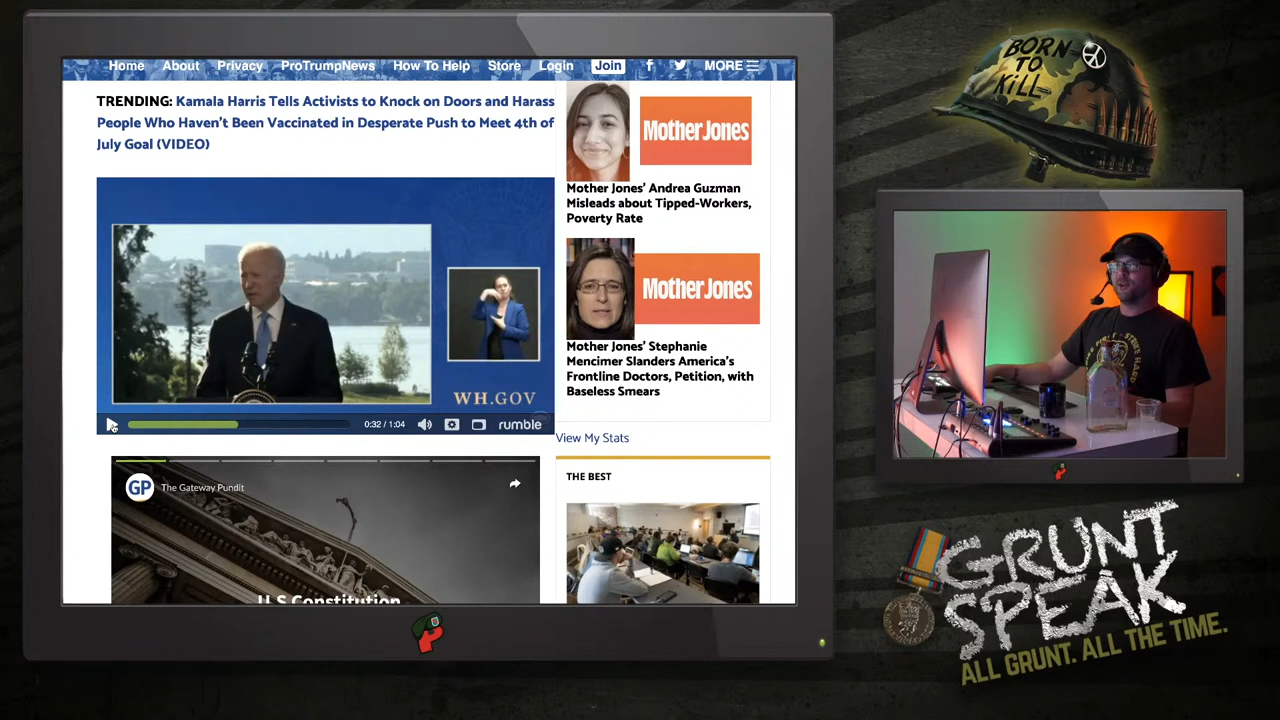 Home About Privacy ProTrumpNews How To Help Store Login Join MORE
TRENDING: Kamala Harris Tells Activists to Knock on Doors and Harass
People Who Haven't Been Vaccinated in Desperate Push to Meet 4th of
July Goal (VIDEO)
WH.GOV
0:32 / 1:04
rumble
GP
The Gateway Pundit
U.S Constitution
Mother Jones
Mother Jones' Andrea Guzman
Misleads about Tipped-Workers,
Poverty Rate
Mother Jones
Mother Jones' Stephanie
Mencimer Slanders America's
Frontline Doctors, Petition, with
Baseless Smears
View My Stats
THE BEST
BORN
TO
KiLL
GRUNT
SPEAK
ALL GRUNT. ALL THE TIME.